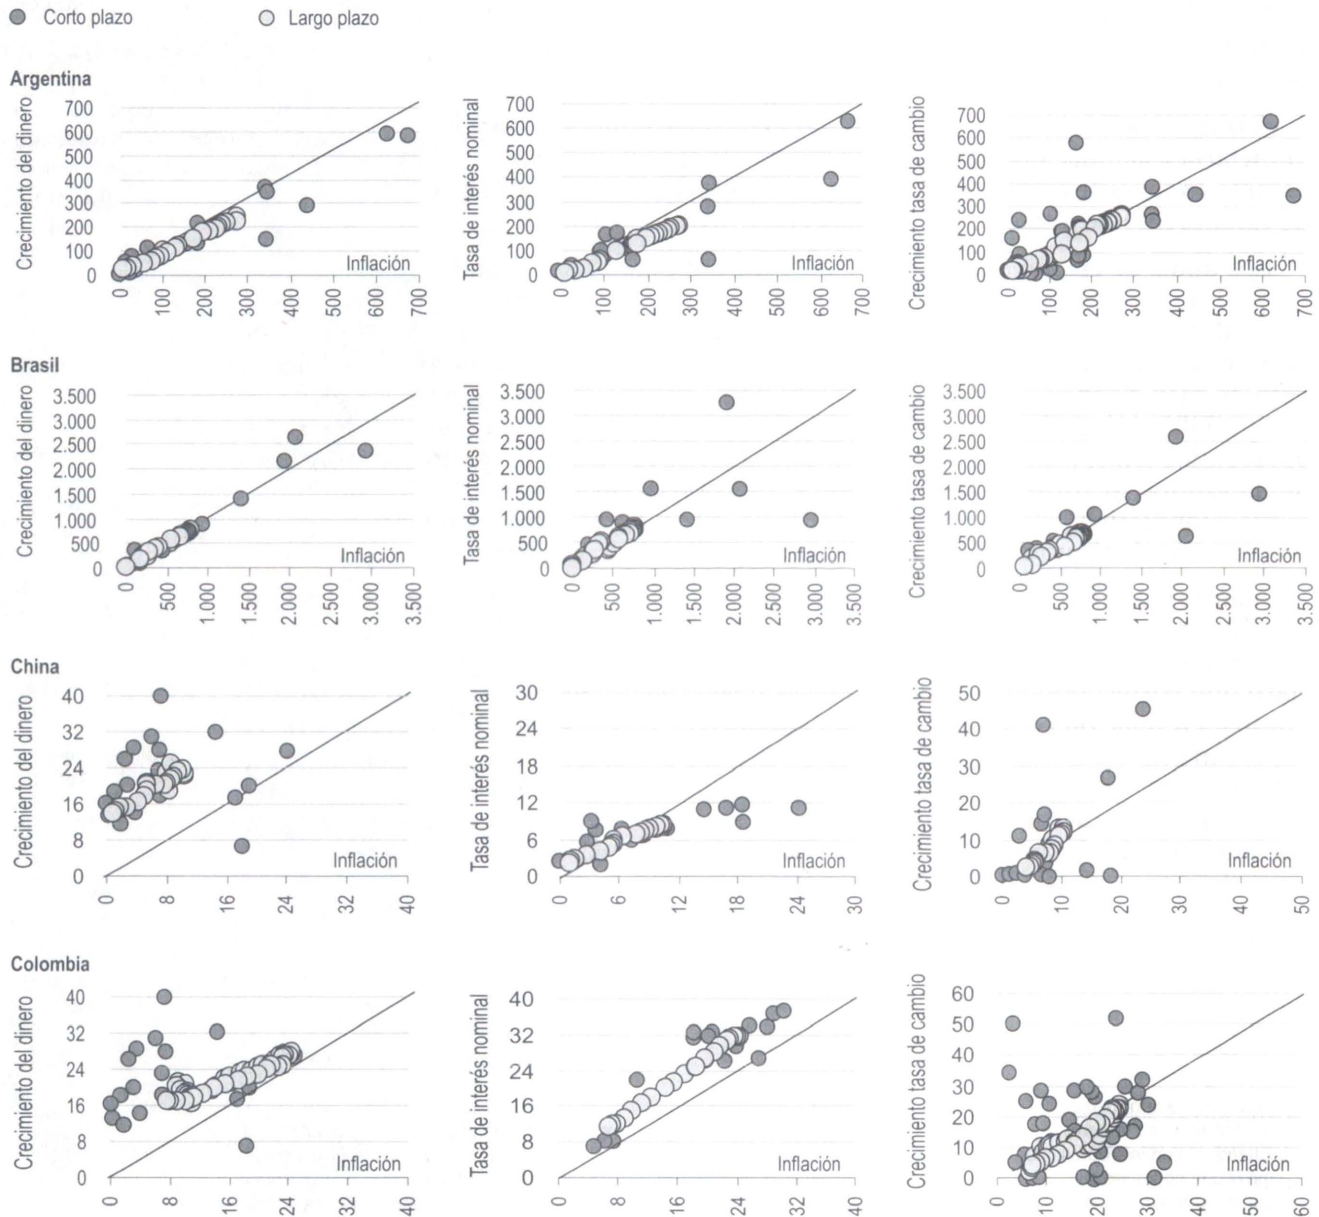 Corto plazo Largo plazo
Argentina
Crecimiento del dinero
700
600
500
400
300
200
100
0
Inflación
0 100 200 300 400 500 600 700
Tasa de interés nominal
700
600
500
400
300
200
100
0
Inflación
100 200 300 400 500 600 700
Crecimiento tasa de cambio
700
600
500
400
300
200
100
0
Inflación
0 100 200 300 400 500 600 700
Brasil
Crecimiento del dinero
3.500
3.000
2.500
2.000
1.500
1.000
500
0
Inflación
0 500 1.000 1.500 2.000 2.500 3.000 3.500
Tasa de interés nominal
3.500
3.000
2.500
2.000
1.500
1.000
500
0
Inflación
0 500 1.000 1.500 2.000 2.500 3.000 3.500
Crecimiento tasa de cambio
3.500
3.000
2.500
2.000
1.500
1.000
500
0
Inflación
0 500 1.000 1.500 2.000 2.500 3.000 3.500
China
Crecimiento del dinero
40
32
24
16
8
0
Inflación
0 8 16 24 32 40
Tasa de interés nominal
30
24
18
12
6
0
Inflación
0 6 12 18 24 30
Crecimiento tasa de cambio
50
40
30
20
10
0
Inflación
0 10 20 30 40 50
Colombia
Crecimiento del dinero
40
32
24
16
8
0
Inflación
0 8 16 24 32 40
Tasa de interés nominal
40
32
24
16
8
0
Inflación
0 8 16 24 32 40
Crecimiento tasa de cambio
60
50
40
30
20
10
0
Inflación
0 10 20 30 40 50 60